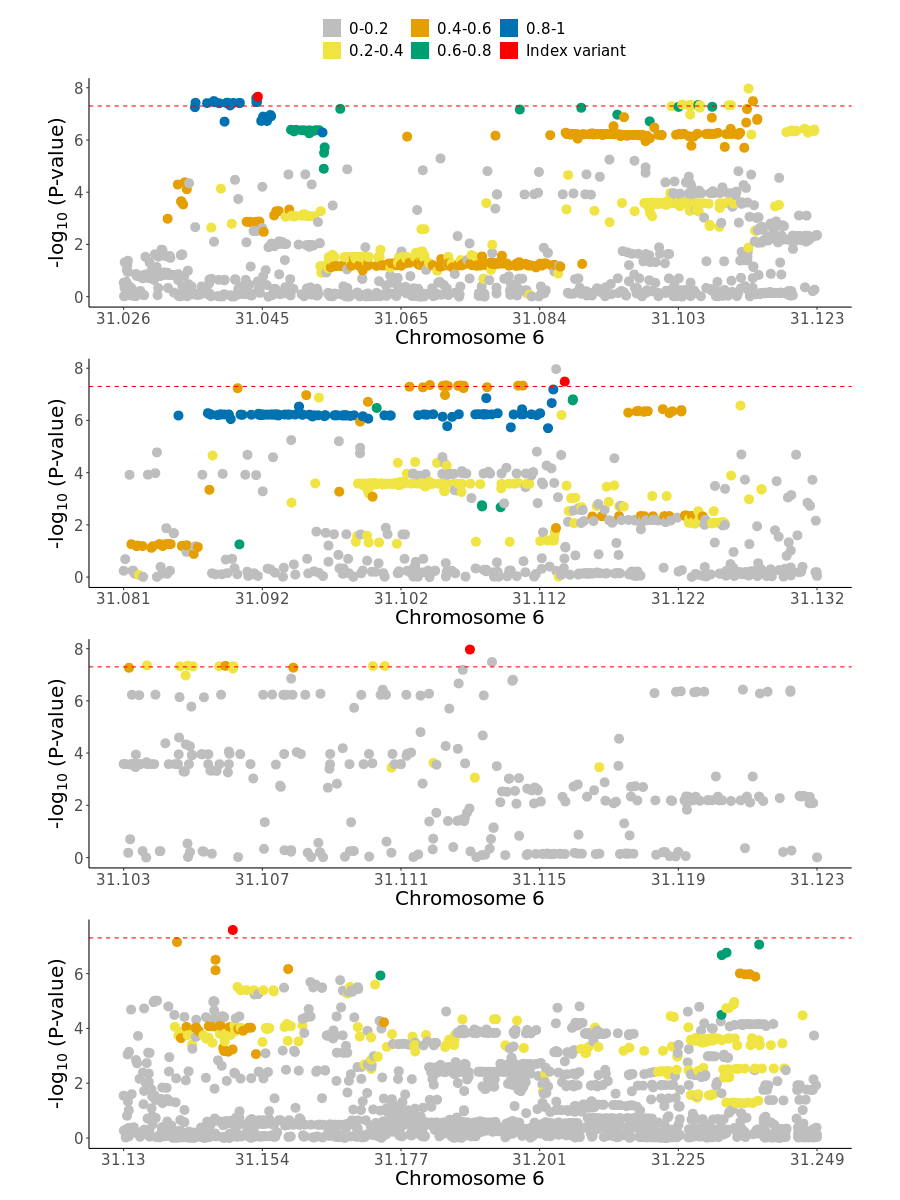 0-0.2 0.4-0.6 0.8-1
0.2-0.4 0.6-0.8 Index variant
8
6
4
2
0
-log10 (P-value)
31.026 31.045 31.065 31.084 31.103 31.123
Chromosome 6
8
6
4
2
0
-log10 (P-value)
31.081 31.092 31.102 31.112 31.122 31.132
Chromosome 6
8
6
4
2
0
-log10 (P-value)
31.103 31.107 31.111 31.115 31.119 31.123
Chromosome 6
6
4
2
0
-log10 (P-value)
31.13 31.154 31.177 31.201 31.225 31.249
Chromosome 6